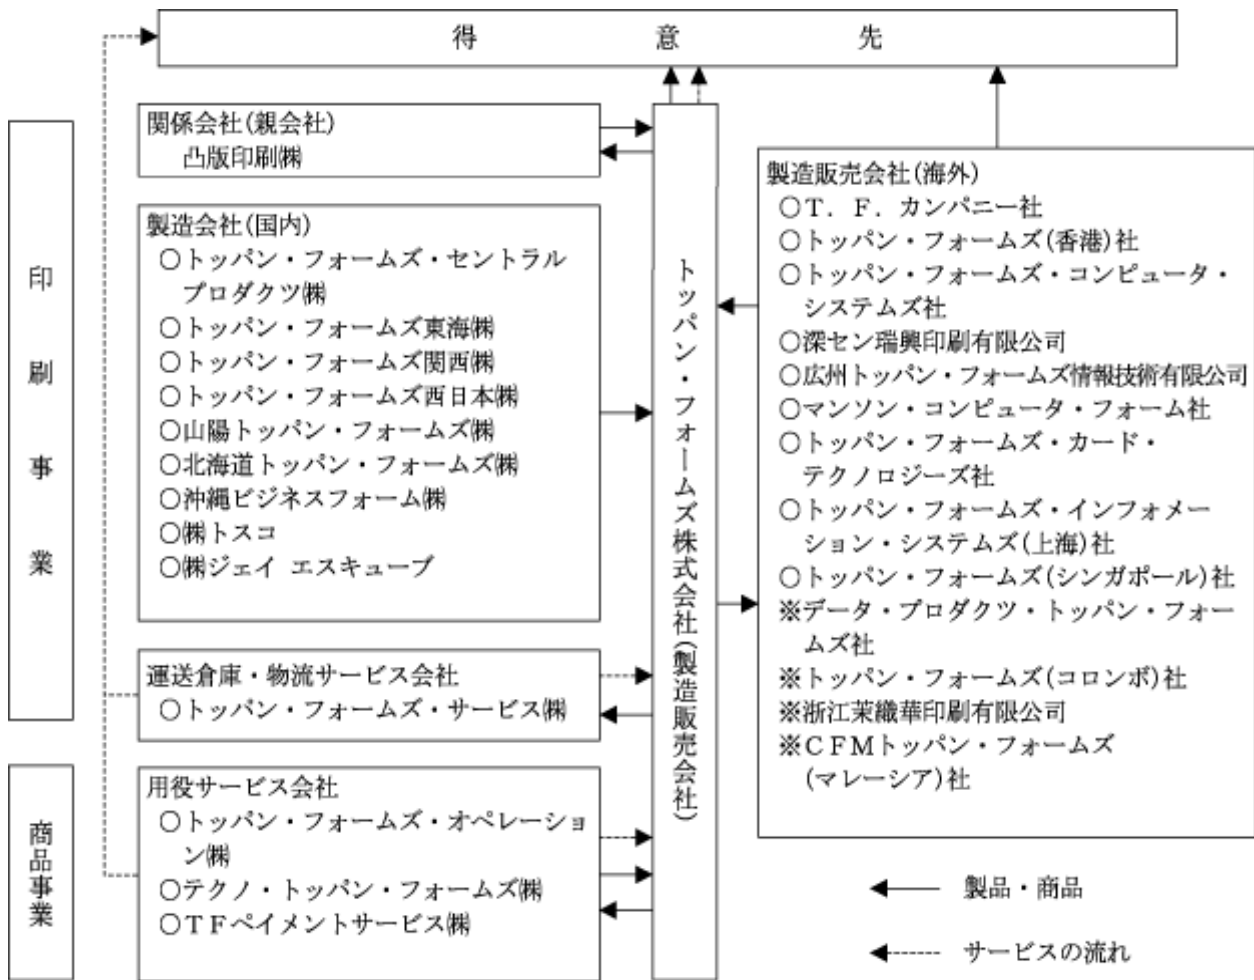 得意先
印刷事業
関係会社(親会社)
凸版印刷㈱
製造会社(国内)
○トッパン・フォームズ・セントラル
プロダクツ㈱
○トッパン・フォームズ東海㈱
○トッパン・フォームズ関西㈱
○トッパン・フォームズ西日本㈱
○山陽トッパン・フォームズ㈱
○北海道トッパン・フォームズ㈱
○沖縄ビジネスフォーム㈱
○㈱トスコ
○㈱ジェイ エスキューブ
運送倉庫・物流サービス会社
○トッパン・フォームズ・サービス㈱
商品事業
用役サービス会社
○トッパン・フォームズ・オペレーショ
ン㈱
○テクノ・トッパン・フォームズ㈱
○TFペイメントサービス㈱
トッパン・フォームズ株式会社(製造販売会社)
製造販売会社(海外)
○T.F.カンパニー社
○トッパン・フォームズ(香港)社
○トッパン・フォームズ・コンピュータ・
システムズ社
○深セン瑞興印刷有限公司
○広州トッパン・フォームズ情報技術有限公司
○マンソン・コンピュータ・フォーム社
○トッパン・フォームズ・カード・
テクノロジーズ社
○トッパン・フォームズ・インフォメー
ション・システムズ(上海)社
○トッパン・フォームズ(シンガポール)社
※データ・プロダクツ・トッパン・フォー
ムズ社
※トッパン・フォームズ(コロンボ)社
※浙江茉織華印刷有限公司
※CFMトッパン・フォームズ
(マレーシア)社
製品・商品
サービスの流れ